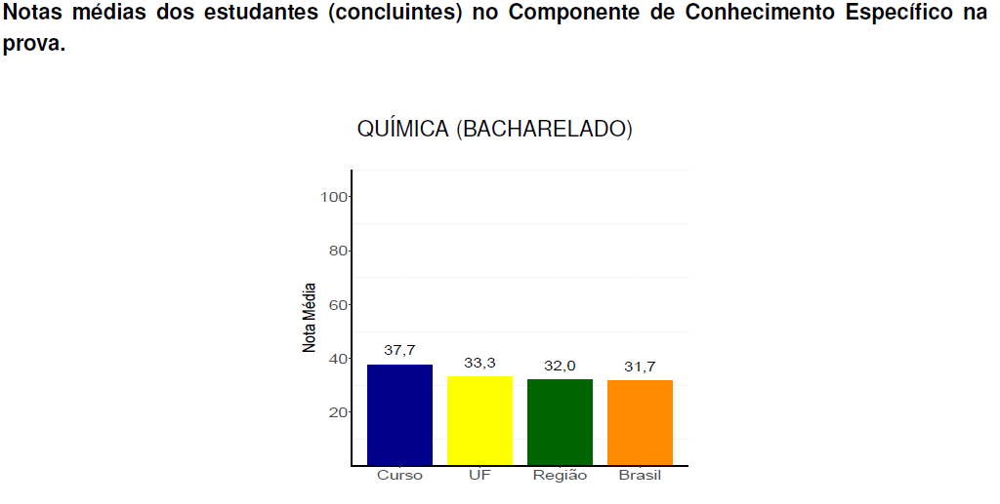 Notas médias dos estudantes (concluintes) no Componente de Conhecimento Específico na
prova.
QUÍMICA (BACHARELADO)
Nota Média
100
80
60
40
20
37,7
33,3
32,0
31,7
Curso
UF
Região
Brasil